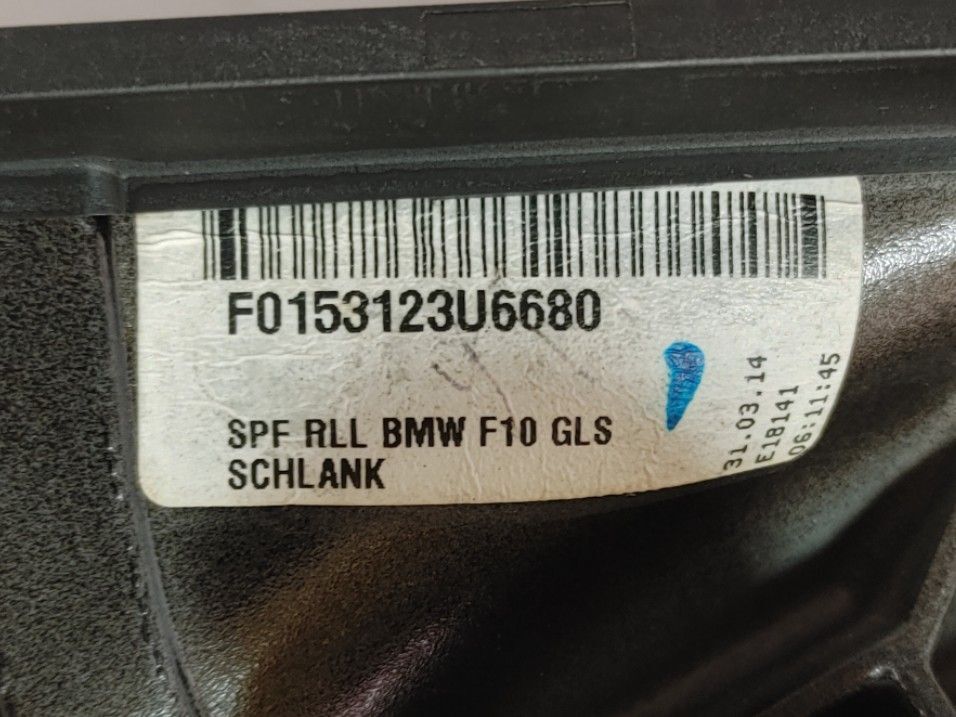 F0153123U6680
SPF RLL BMW F10 GLS
SCHLANK
31.03.14
E18141
06:11:45